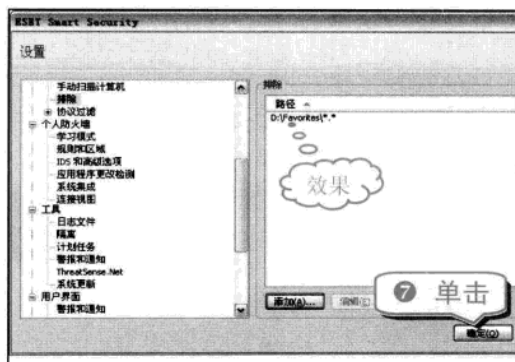 ESET Smart Security
设置
手动扫描计算机
排除
协议过滤
个人防火墙
学习模式
规则和区域
IDS 和高级选项
应用程序更改检测
系统集成
连接视图
工具
日志文件
隔离
计划任务
警报和通知
ThreatSense.Net
系统更新
用户界面
警报和通知
排除
路径
D:\Favorites\*.*
效果
添加(A)...
编辑(E)
7 单击
确定(O)